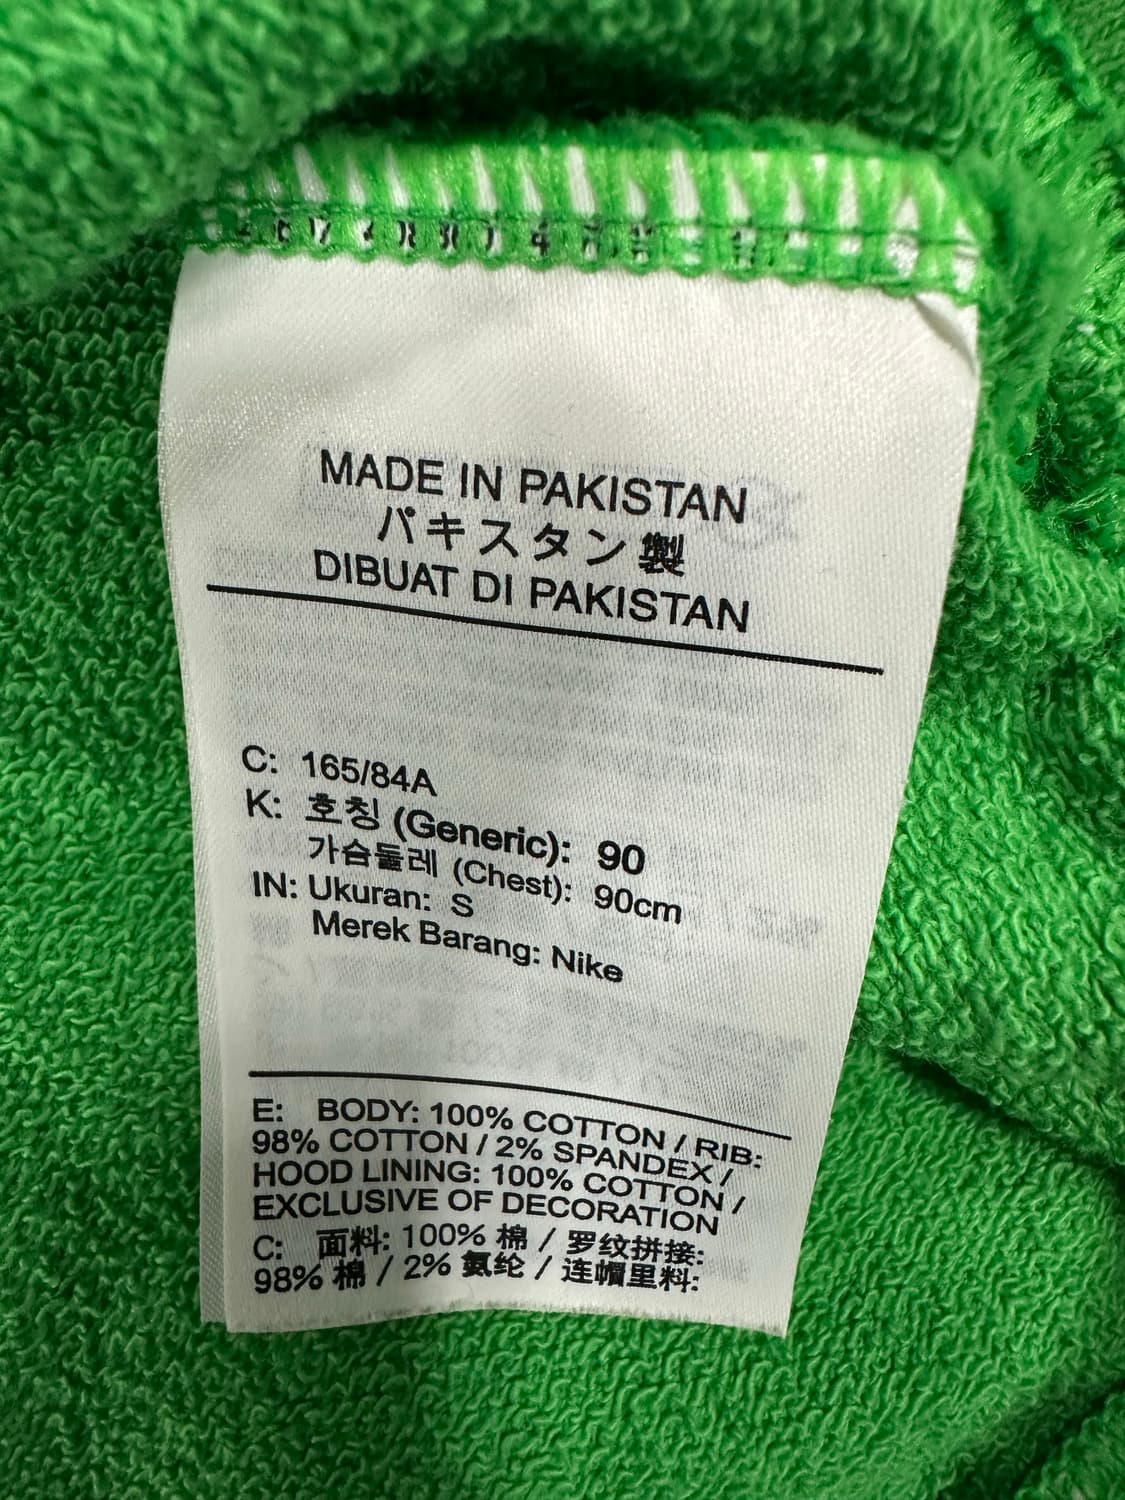 MADE IN PAKISTAN
パキスタン製
DIBUAT DI PAKISTAN
C: 165/84A
K: 호칭 (Generic): 90
가슴둘레 (Chest): 90cm
IN: Ukuran: S
Merek Barang: Nike
E: BODY: 100% COTTON / RIB:
98% COTTON / 2% SPANDEX /
HOOD LINING: 100% COTTON /
EXCLUSIVE OF DECORATION
C: 面料: 100% 棉 / 罗纹拼接:
98% 棉 / 2% 氨纶 / 连帽里料: